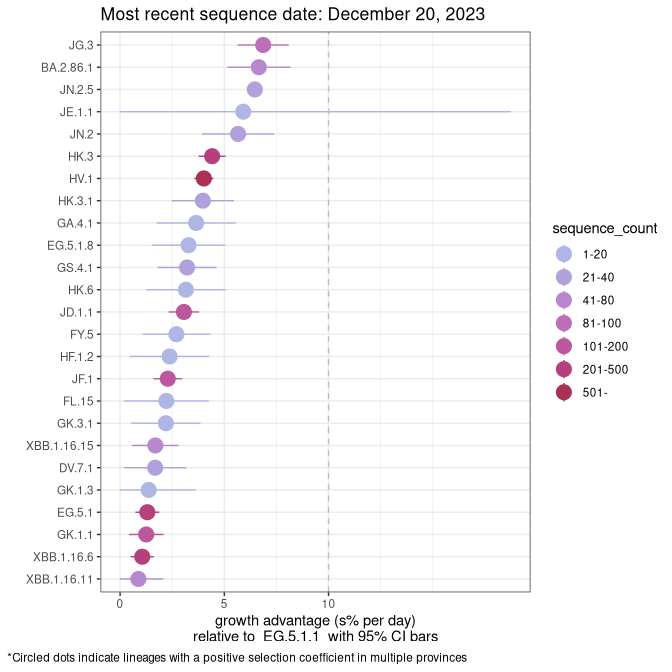 Most recent sequence date: December 20, 2023
JG.3
BA.2.86.1
JN.2.5
JE.1.1
JN.2
HK.3
HV.1
HK.3.1
GA.4.1
EG.5.1.8
GS.4.1
HK.6
JD.1.1
FY.5
HF.1.2
JF.1
FL.15
GK.3.1
XBB.1.16.15
DV.7.1
GK.1.3
EG.5.1
GK.1.1
XBB.1.16.6
XBB.1.16.11
0 5 10
growth advantage (s% per day)
relative to EG.5.1.1 with 95% CI bars
sequence_count
1-20
21-40
41-80
81-100
101-200
201-500
501-
*Circled dots indicate lineages with a positive selection coefficient in multiple provinces